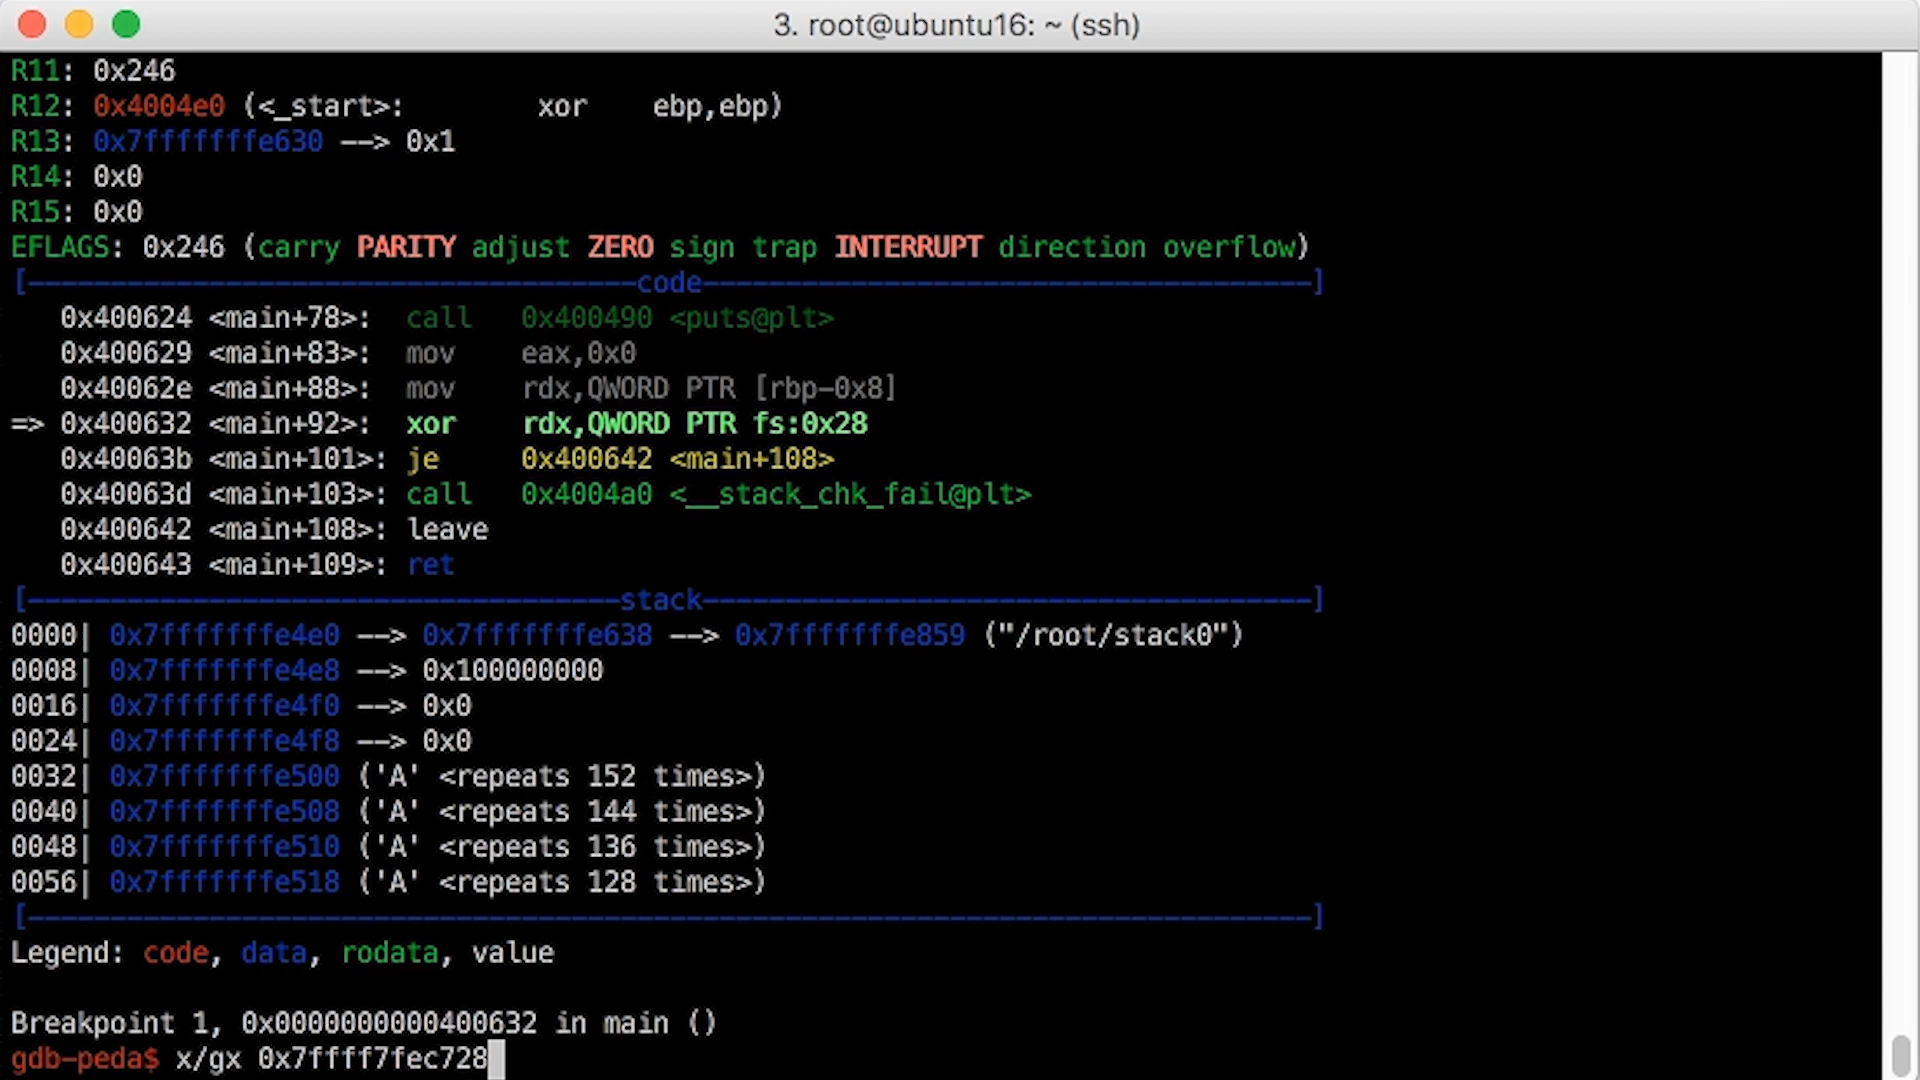 3. root@ubuntu16: ~ (ssh)
R11: 0x246
R12: 0x4004e0 (<_start>: xor ebp,ebp)
R13: 0x7fffffffe630 --> 0x1
R14: 0x0
R15: 0x0
EFLAGS: 0x246 (carry PARITY adjust ZERO sign trap INTERRUPT direction overflow)
[-------------------------------------code-------------------------------------]
   0x400624 <main+78>:  call   0x400490 <puts@plt>
   0x400629 <main+83>:  mov    eax,0x0
   0x40062e <main+88>:  mov    rdx,QWORD PTR [rbp-0x8]
=> 0x400632 <main+92>:  xor    rdx,QWORD PTR fs:0x28
   0x40063b <main+101>: je     0x400642 <main+108>
   0x40063d <main+103>: call   0x4004a0 <__stack_chk_fail@plt>
   0x400642 <main+108>: leave
   0x400643 <main+109>: ret
[------------------------------------stack-------------------------------------]
0000| 0x7fffffffe4e0 --> 0x7fffffffe638 --> 0x7fffffffe859 ("/root/stack0")
0008| 0x7fffffffe4e8 --> 0x100000000
0016| 0x7fffffffe4f0 --> 0x0
0024| 0x7fffffffe4f8 --> 0x0
0032| 0x7fffffffe500 ('A' <repeats 152 times>)
0040| 0x7fffffffe508 ('A' <repeats 144 times>)
0048| 0x7fffffffe510 ('A' <repeats 136 times>)
0056| 0x7fffffffe518 ('A' <repeats 128 times>)
[------------------------------------------------------------------------------]
Legend: code, data, rodata, value
Breakpoint 1, 0x0000000000400632 in main ()
gdb-peda$ x/gx 0x7ffff7fec728